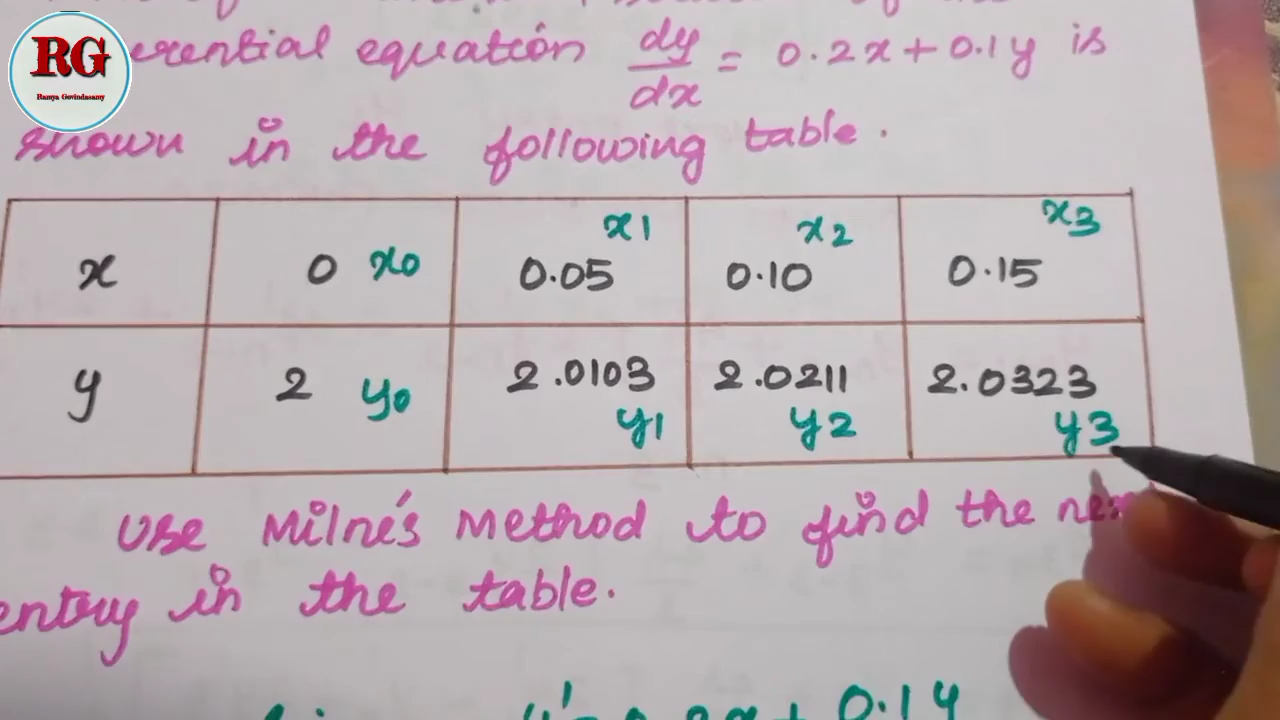 RG
Ramya Govindasamy
equation dy/dx = 0.2x + 0.1y is
shown in the following table.
x 0 x0 0.05 x1 0.10 x2 0.15 x3
y 2 y0 2.0103 y1 2.0211 y2 2.0323 y3
Use Milne's Method to find the
entry in the table.
0.1y